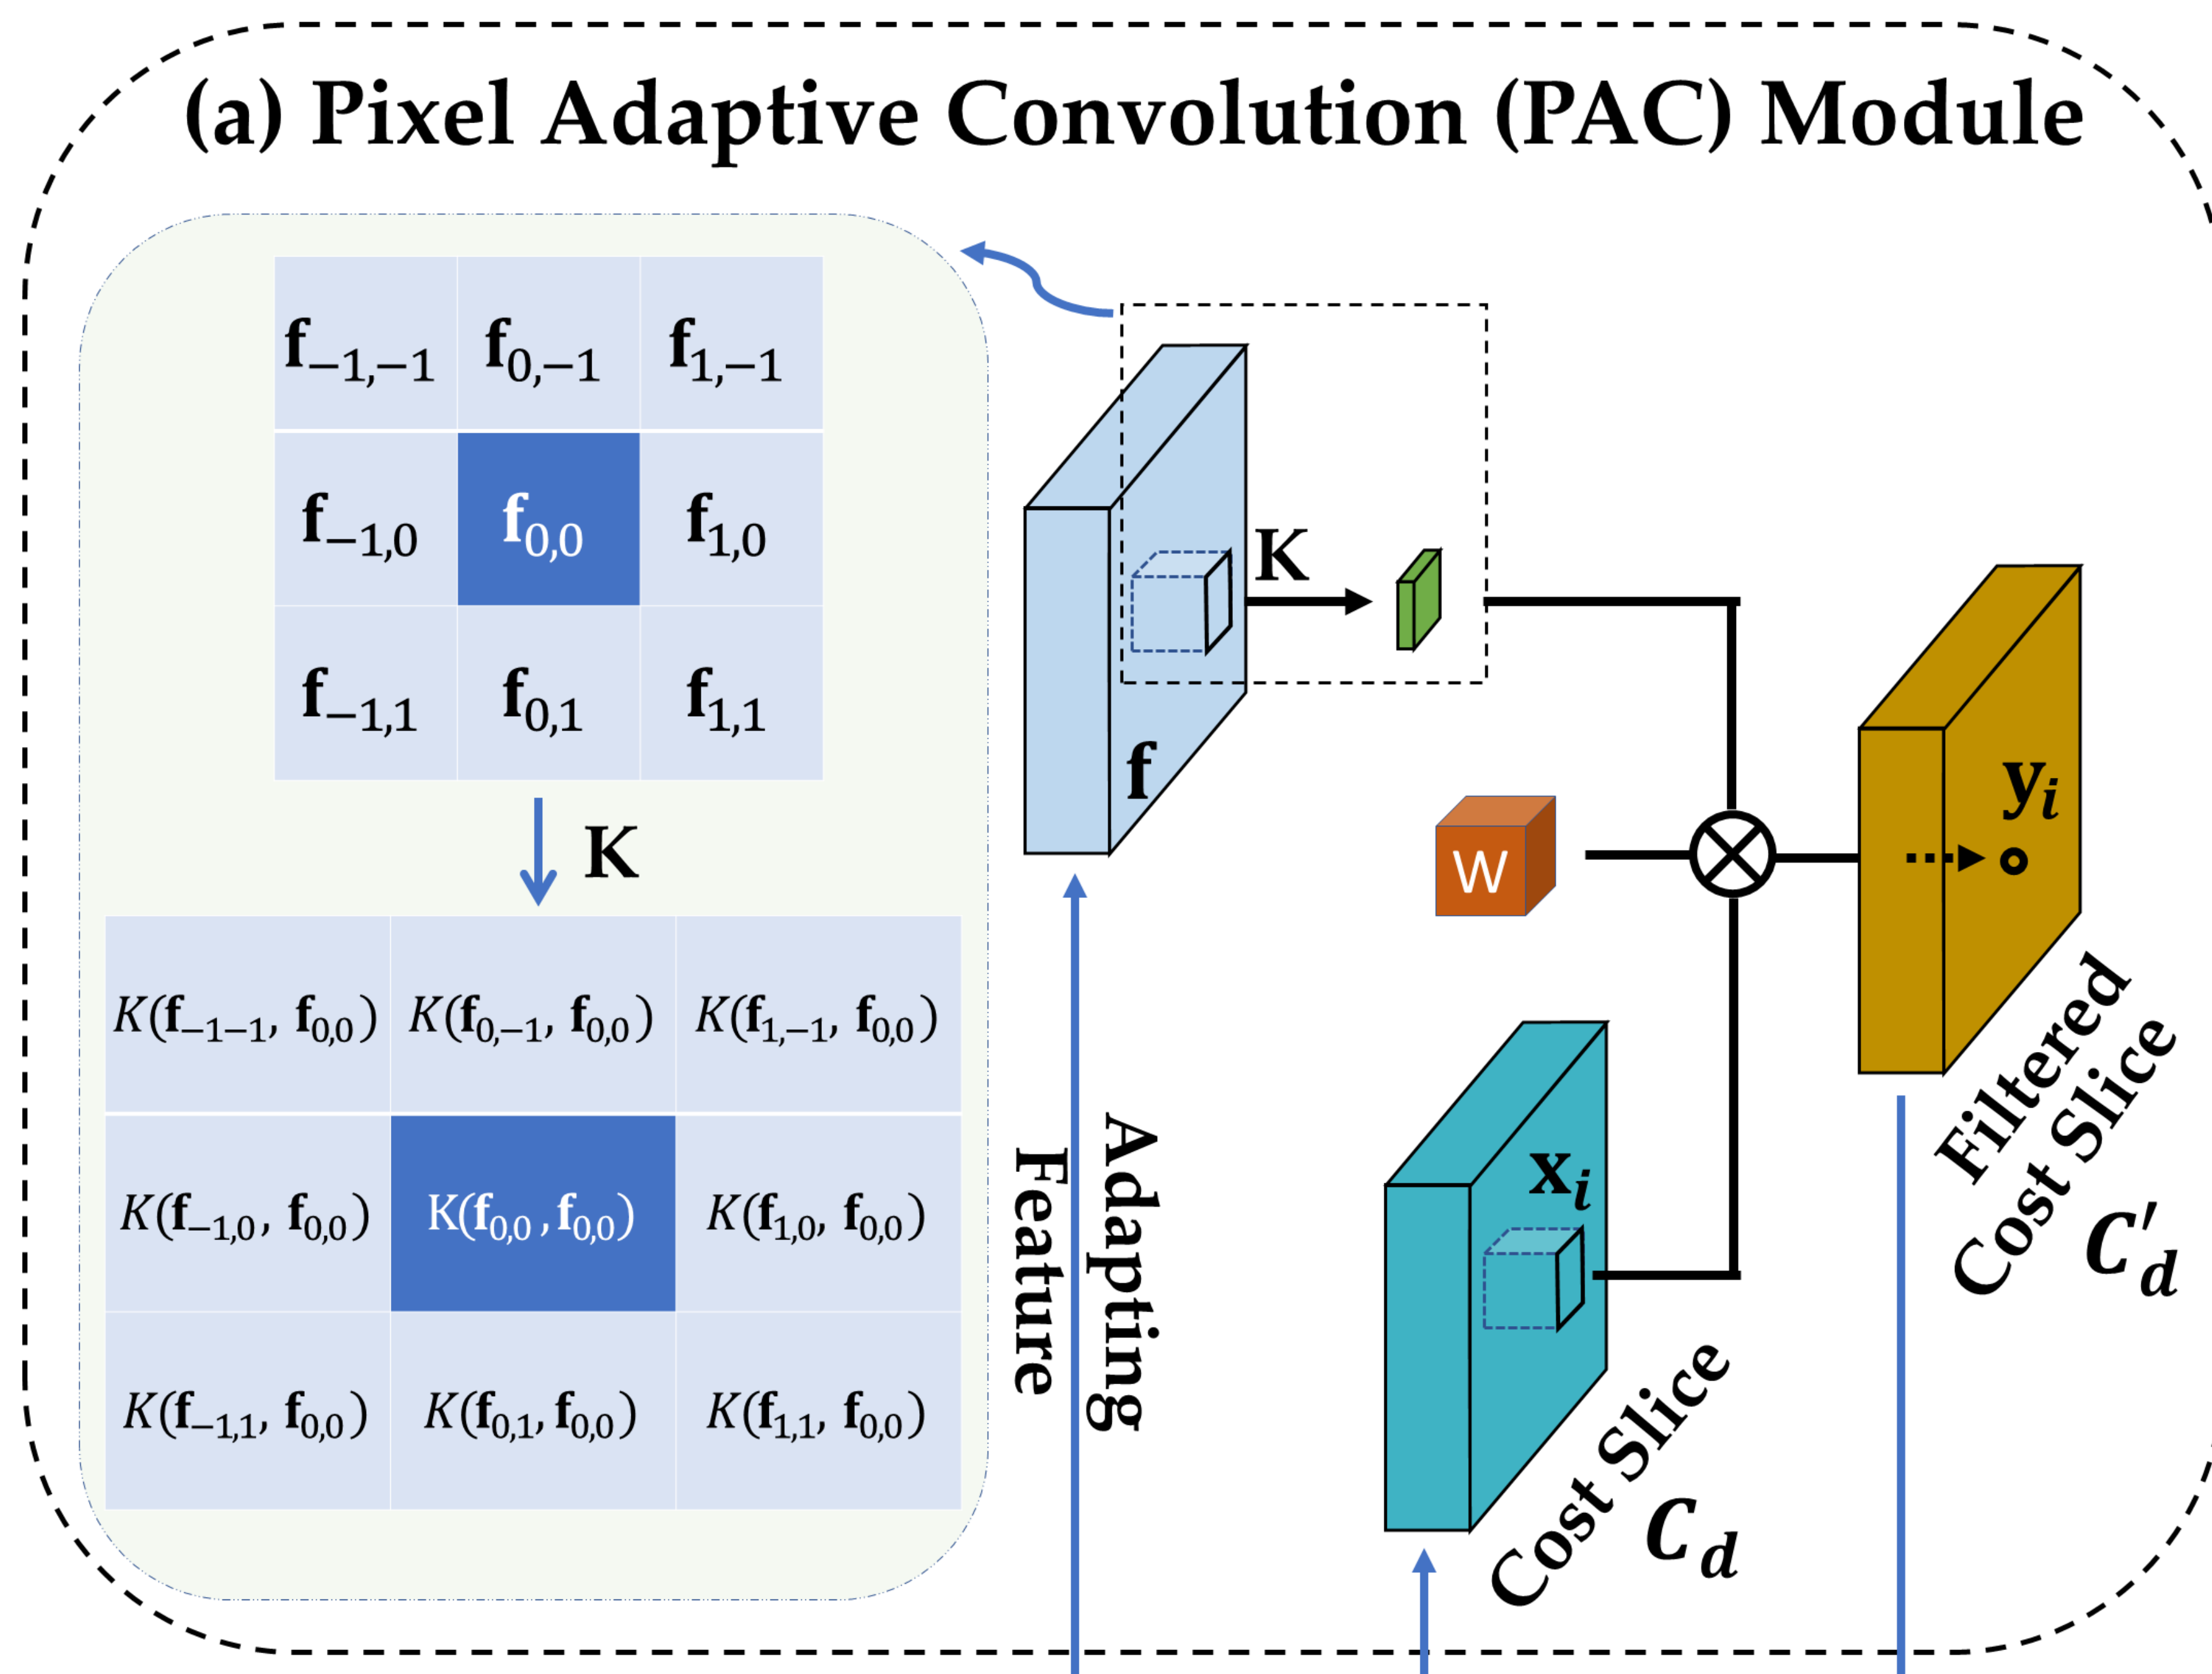 (a) Pixel Adaptive Convolution (PAC) Module
f₋₁,₋₁ f₀,₋₁ f₁,₋₁
f₋₁,₀ f₀,₀ f₁,₀
f₋₁,₁ f₀,₁ f₁,₁
K
K(f₋₁₋₁, f₀,₀) K(f₀,₋₁, f₀,₀) K(f₁,₋₁, f₀,₀)
K(f₋₁,₀, f₀,₀) K(f₀,₀ , f₀,₀) K(f₁,₀, f₀,₀)
K(f₋₁,₁, f₀,₀) K(f₀,₁, f₀,₀) K(f₁,₁, f₀,₀)
K
f
Adapting
Feature
W
xᵢ
Cost Slice
C_d
yᵢ
Filtered
Cost Slice
C'_d